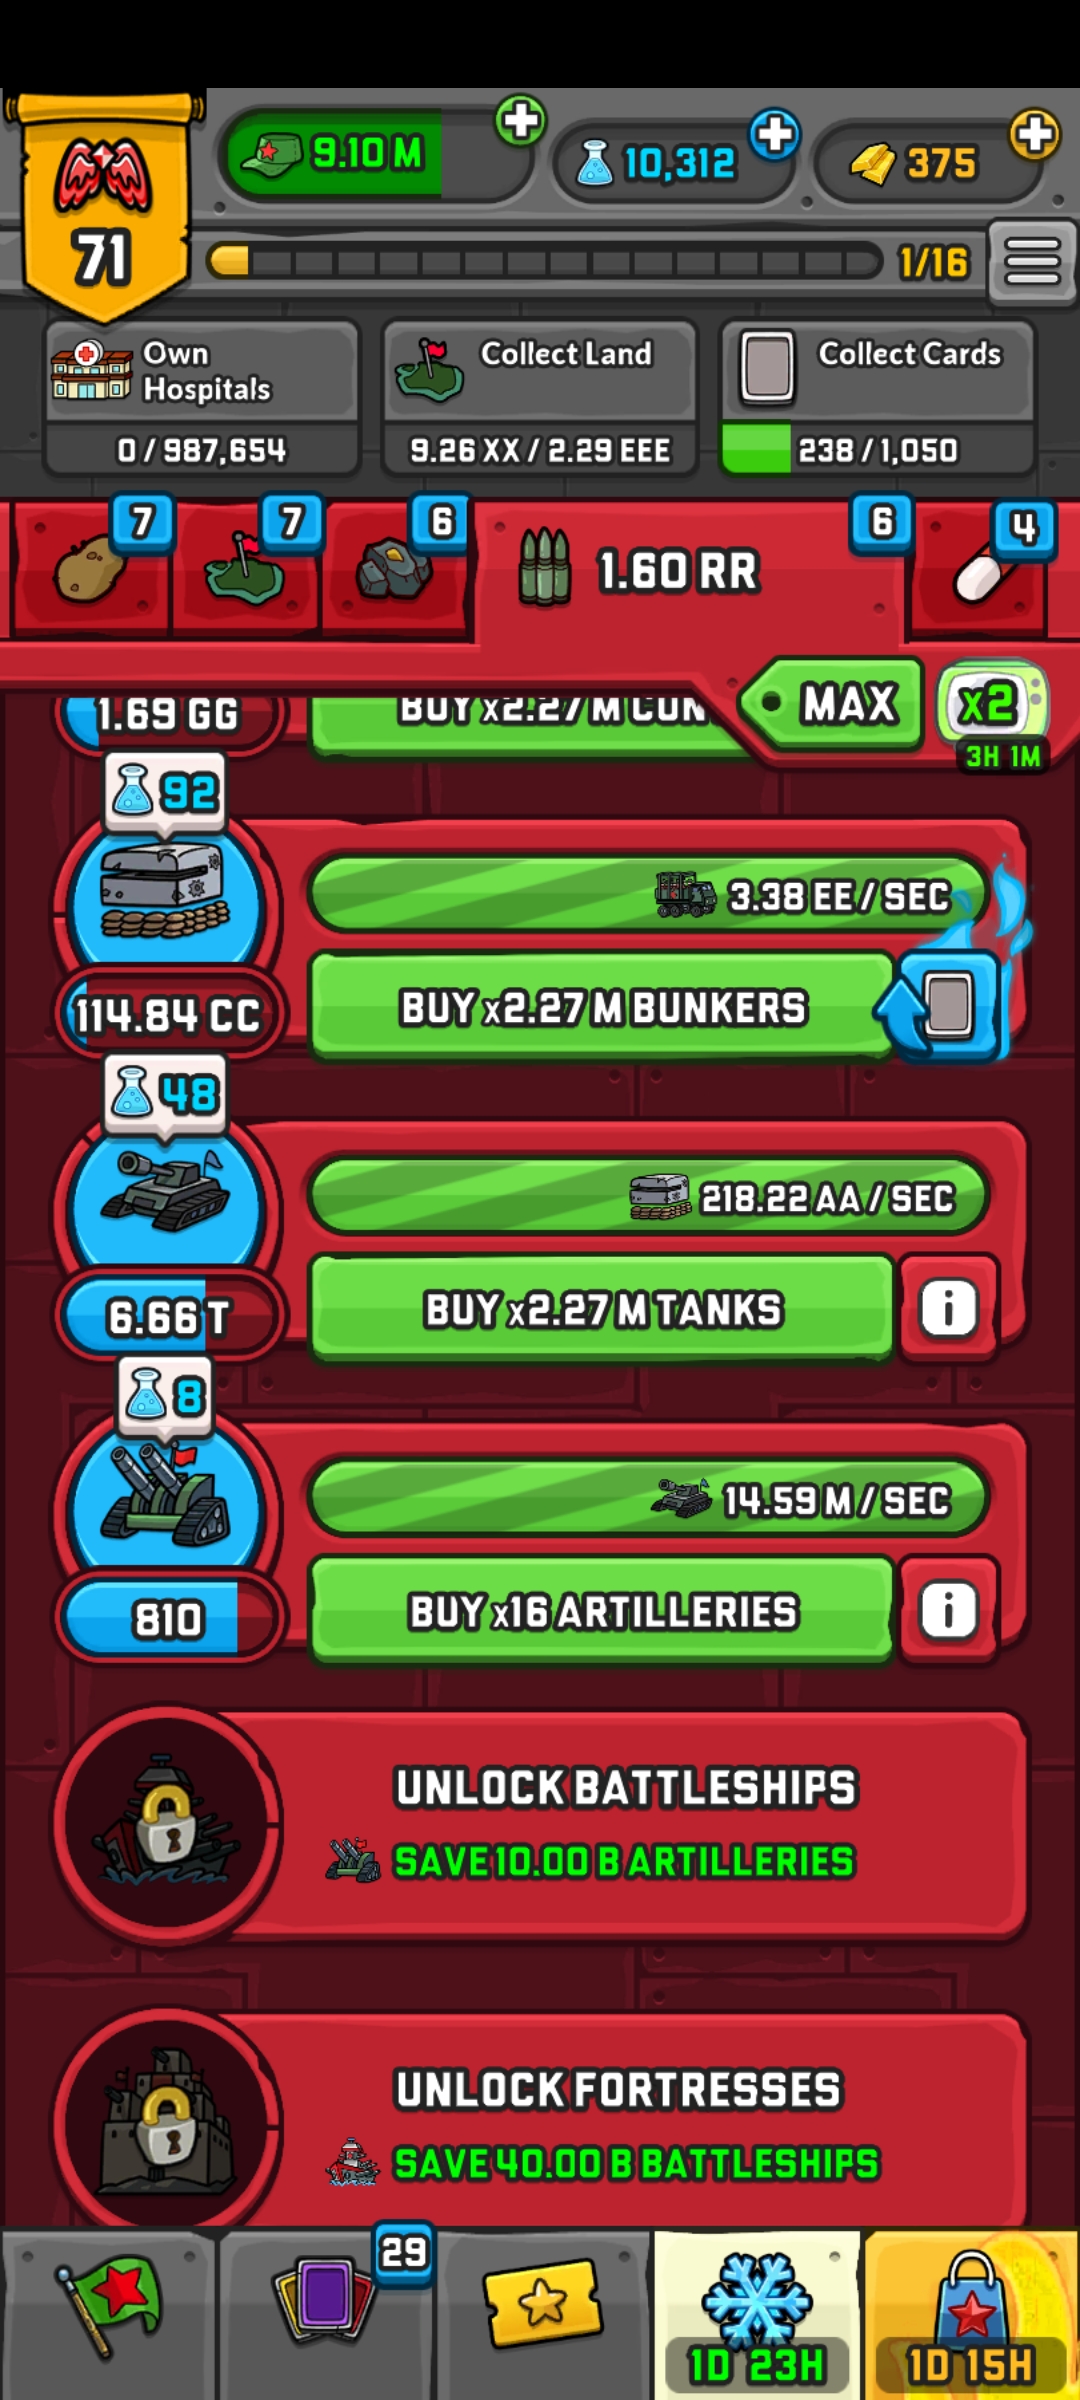 71
9.10 M
10,312
375
1/16
Own
Hospitals
0 / 987,654
Collect Land
9.26 XX / 2.29 EEE
Collect Cards
238 / 1,050
7
7
6
1.60 RR
6
4
1.69 GG
BUY x2.27 M
MAX
x2
3H 1M
92
3.38 EE / SEC
114.84 CC
BUY x2.27 M BUNKERS
48
218.22 AA / SEC
6.66 T
BUY x2.27 M TANKS
i
8
14.59 M / SEC
810
BUY x16 ARTILLERIES
i
UNLOCK BATTLESHIPS
SAVE 10.00 B ARTILLERIES
UNLOCK FORTRESSES
SAVE 40.00 B BATTLESHIPS
29
1D 23H
1D 15H